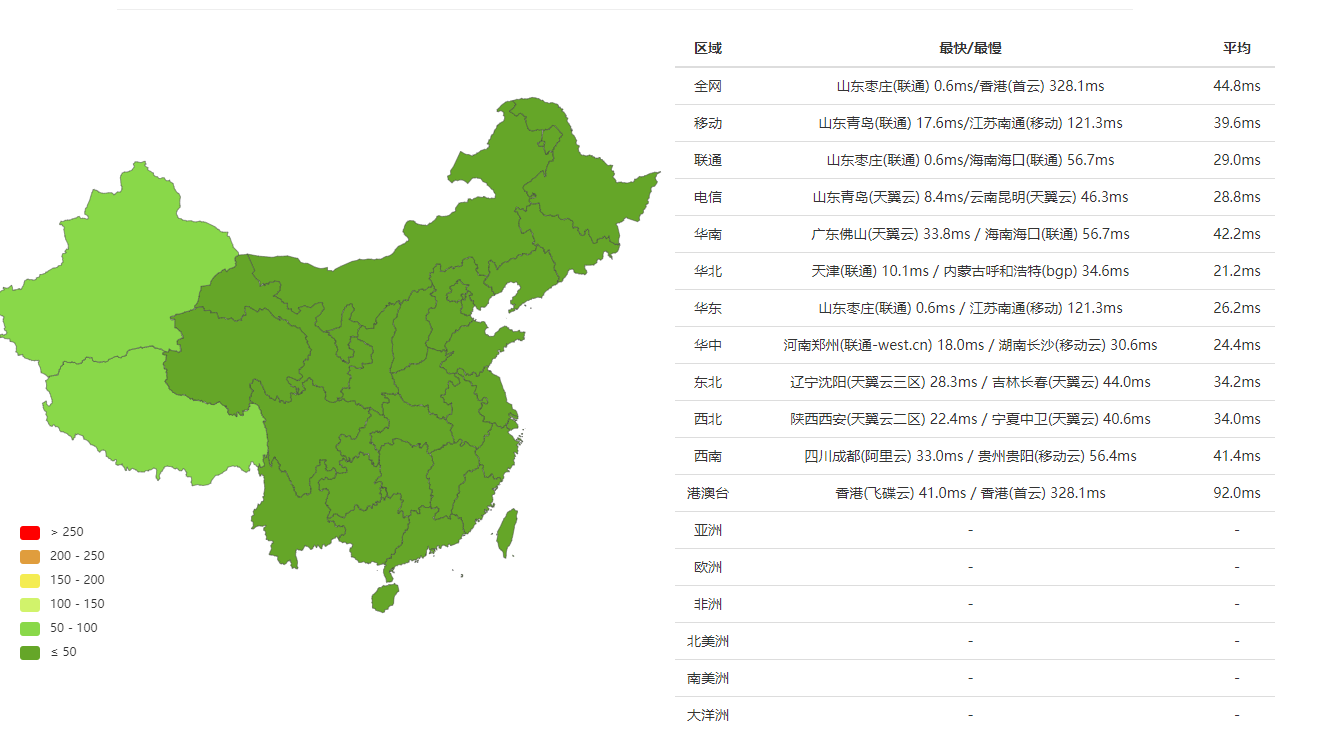 区域 最快/最慢 平均
全网 山东枣庄(联通) 0.6ms/香港(首云) 328.1ms 44.8ms
移动 山东青岛(联通) 17.6ms/江苏南通(移动) 121.3ms 39.6ms
联通 山东枣庄(联通) 0.6ms/海南海口(联通) 56.7ms 29.0ms
电信 山东青岛(天翼云) 8.4ms/云南昆明(天翼云) 46.3ms 28.8ms
华南 广东佛山(天翼云) 33.8ms / 海南海口(联通) 56.7ms 42.2ms
华北 天津(联通) 10.1ms / 内蒙古呼和浩特(bgp) 34.6ms 21.2ms
华东 山东枣庄(联通) 0.6ms / 江苏南通(移动) 121.3ms 26.2ms
华中 河南郑州(联通-west.cn) 18.0ms / 湖南长沙(移动云) 30.6ms 24.4ms
东北 辽宁沈阳(天翼云三区) 28.3ms / 吉林长春(天翼云) 44.0ms 34.2ms
西北 陕西西安(天翼云二区) 22.4ms / 宁夏中卫(天翼云) 40.6ms 34.0ms
西南 四川成都(阿里云) 33.0ms / 贵州贵阳(移动云) 56.4ms 41.4ms
港澳台 香港(飞碟云) 41.0ms / 香港(首云) 328.1ms 92.0ms
亚洲 - -
欧洲 - -
非洲 - -
北美洲 - -
南美洲 - -
大洋洲 - -
> 250
200 - 250
150 - 200
100 - 150
50 - 100
≤ 50